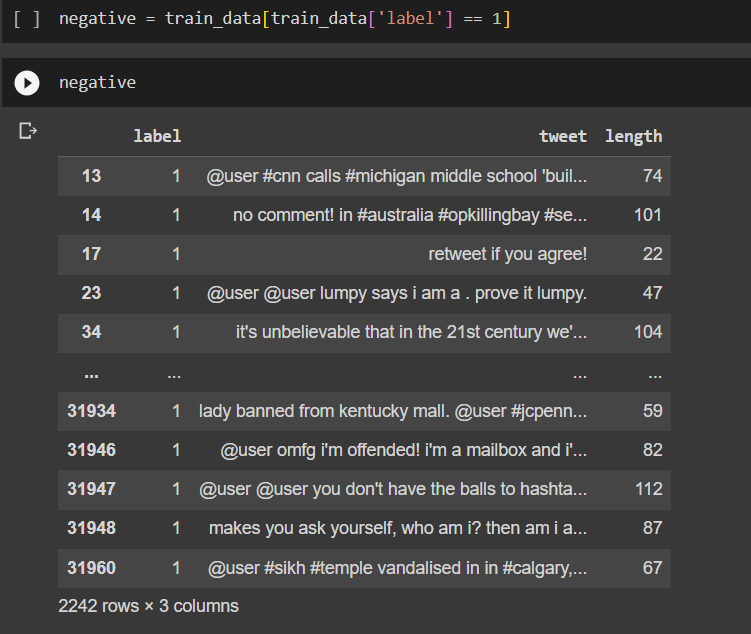 [ ] negative = train_data[train_data['label'] == 1]
negative
label tweet length
13 1 @user #cnn calls #michigan middle school 'buil... 74
14 1 no comment! in #australia #opkillingbay #se... 101
17 1 retweet if you agree! 22
23 1 @user @user lumpy says i am a . prove it lumpy. 47
34 1 it's unbelievable that in the 21st century we'... 104
... ... ... ...
31934 1 lady banned from kentucky mall. @user #jcpenn... 59
31946 1 @user omfg i'm offended! i'm a mailbox and i'... 82
31947 1 @user @user you don't have the balls to hashta... 112
31948 1 makes you ask yourself, who am i? then am i a... 87
31960 1 @user #sikh #temple vandalised in in #calgary,... 67
2242 rows × 3 columns